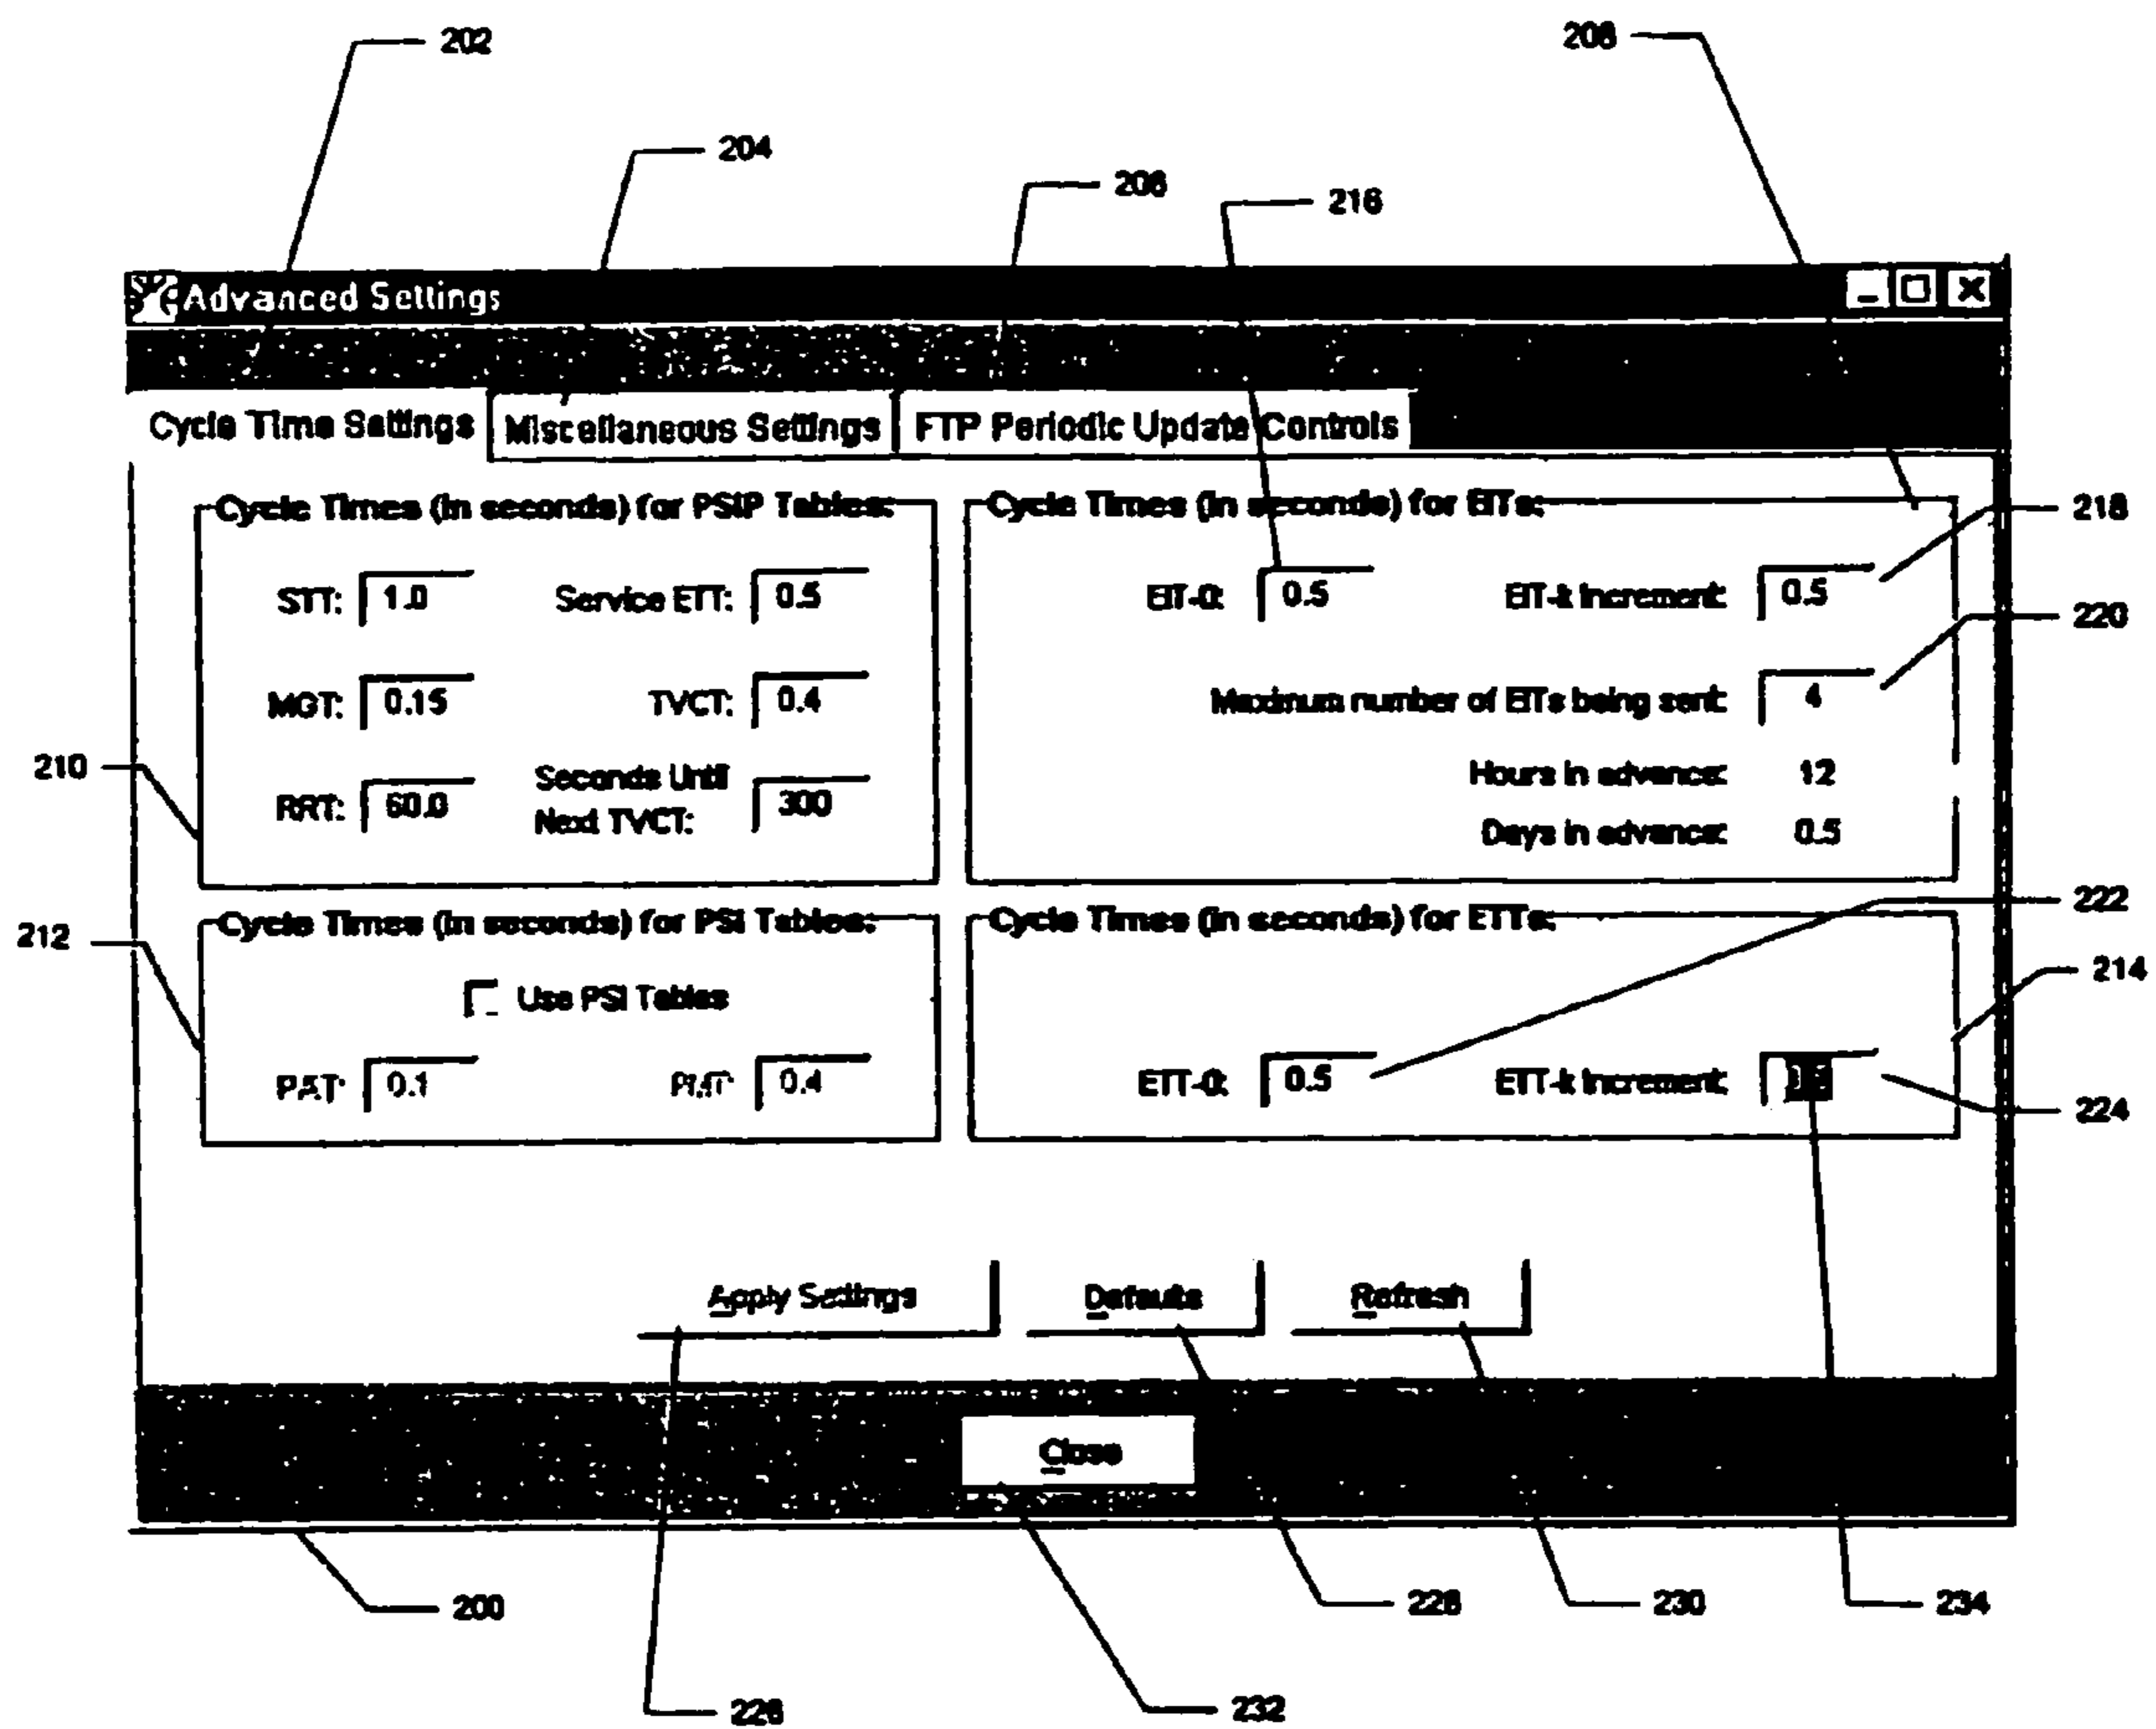 202
208
204
206
216
Advanced Settings
Cycle Time Settings
Miscellaneous Settings
FTP Periodic Update Controls
Cycle Times (in seconds) for PSIP Tables:
Cycle Times (in seconds) for EITs:
218
STT: 1.0
Service ETT: 0.5
EIT-0: 0.5
EIT-k Increment: 0.5
220
MGT: 0.15
TVCT: 0.4
Maximum number of EITs being sent: 4
210
RRT: 60.0
Seconds Until
Next TVCT: 300
Hours in advance: 12
Days in advance: 0.5
222
212
Cycle Times (in seconds) for PSI Tables:
Cycle Times (in seconds) for ETTs:
214
Use PSI Tables
PAT: 0.1
PMT: 0.4
ETT-0: 0.5
ETT-k Increment:
224
Apply Settings
Defaults
Refresh
Close
200
228
230
234
226
232